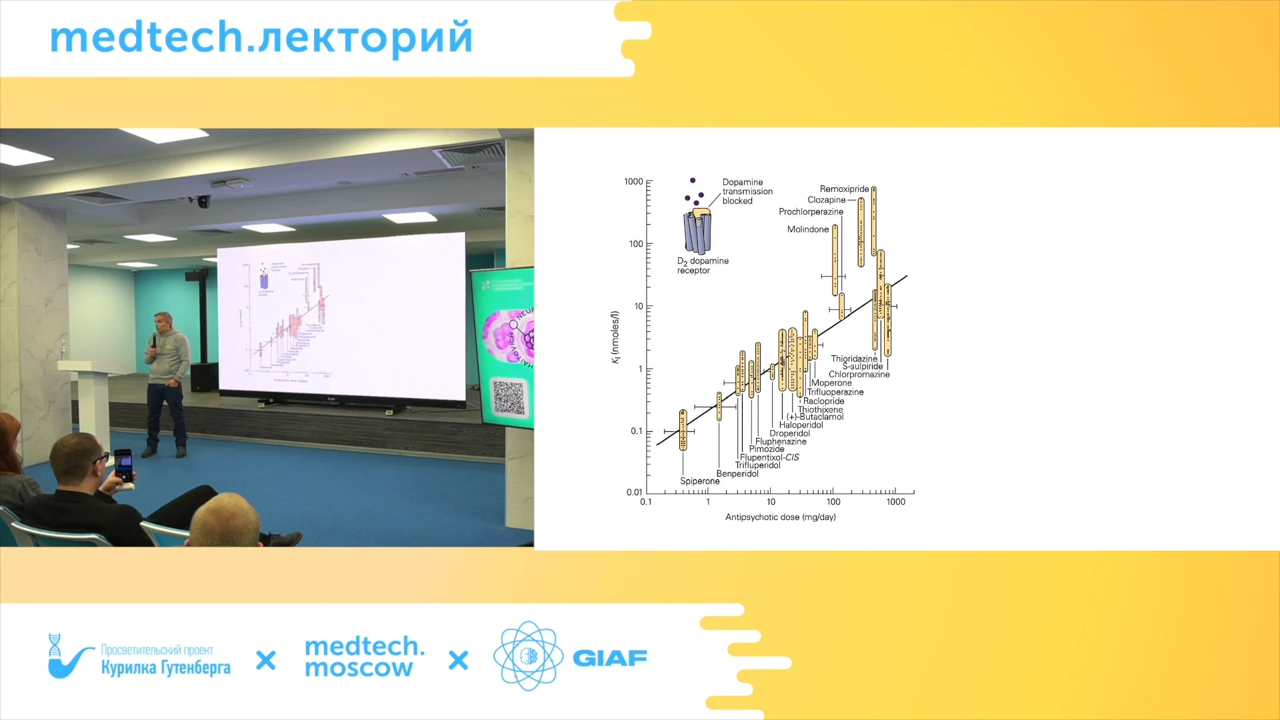 medtech.лекторий
1000
100
10
1
0.1
0.01
0.1
1
10
100
1000
Ki (nmoles/l)
Antipsychotic dose (mg/day)
Dopamine
transmission
blocked
D2 dopamine
receptor
Remoxipride
Clozapine
Prochlorperazine
Molindone
Thioridazine
S-sulpiride
Chlorpromazine
Moperone
Trifluoperazine
Raclopride
Thiothixene
(+)-Butaclamol
Haloperidol
Droperidol
Fluphenazine
Pimozide
Flupentixol-CIS
Trifluperidol
Benperidol
Spiperone
Просветительский проект
Курилка Гутенберга
medtech.
moscow
GIAF